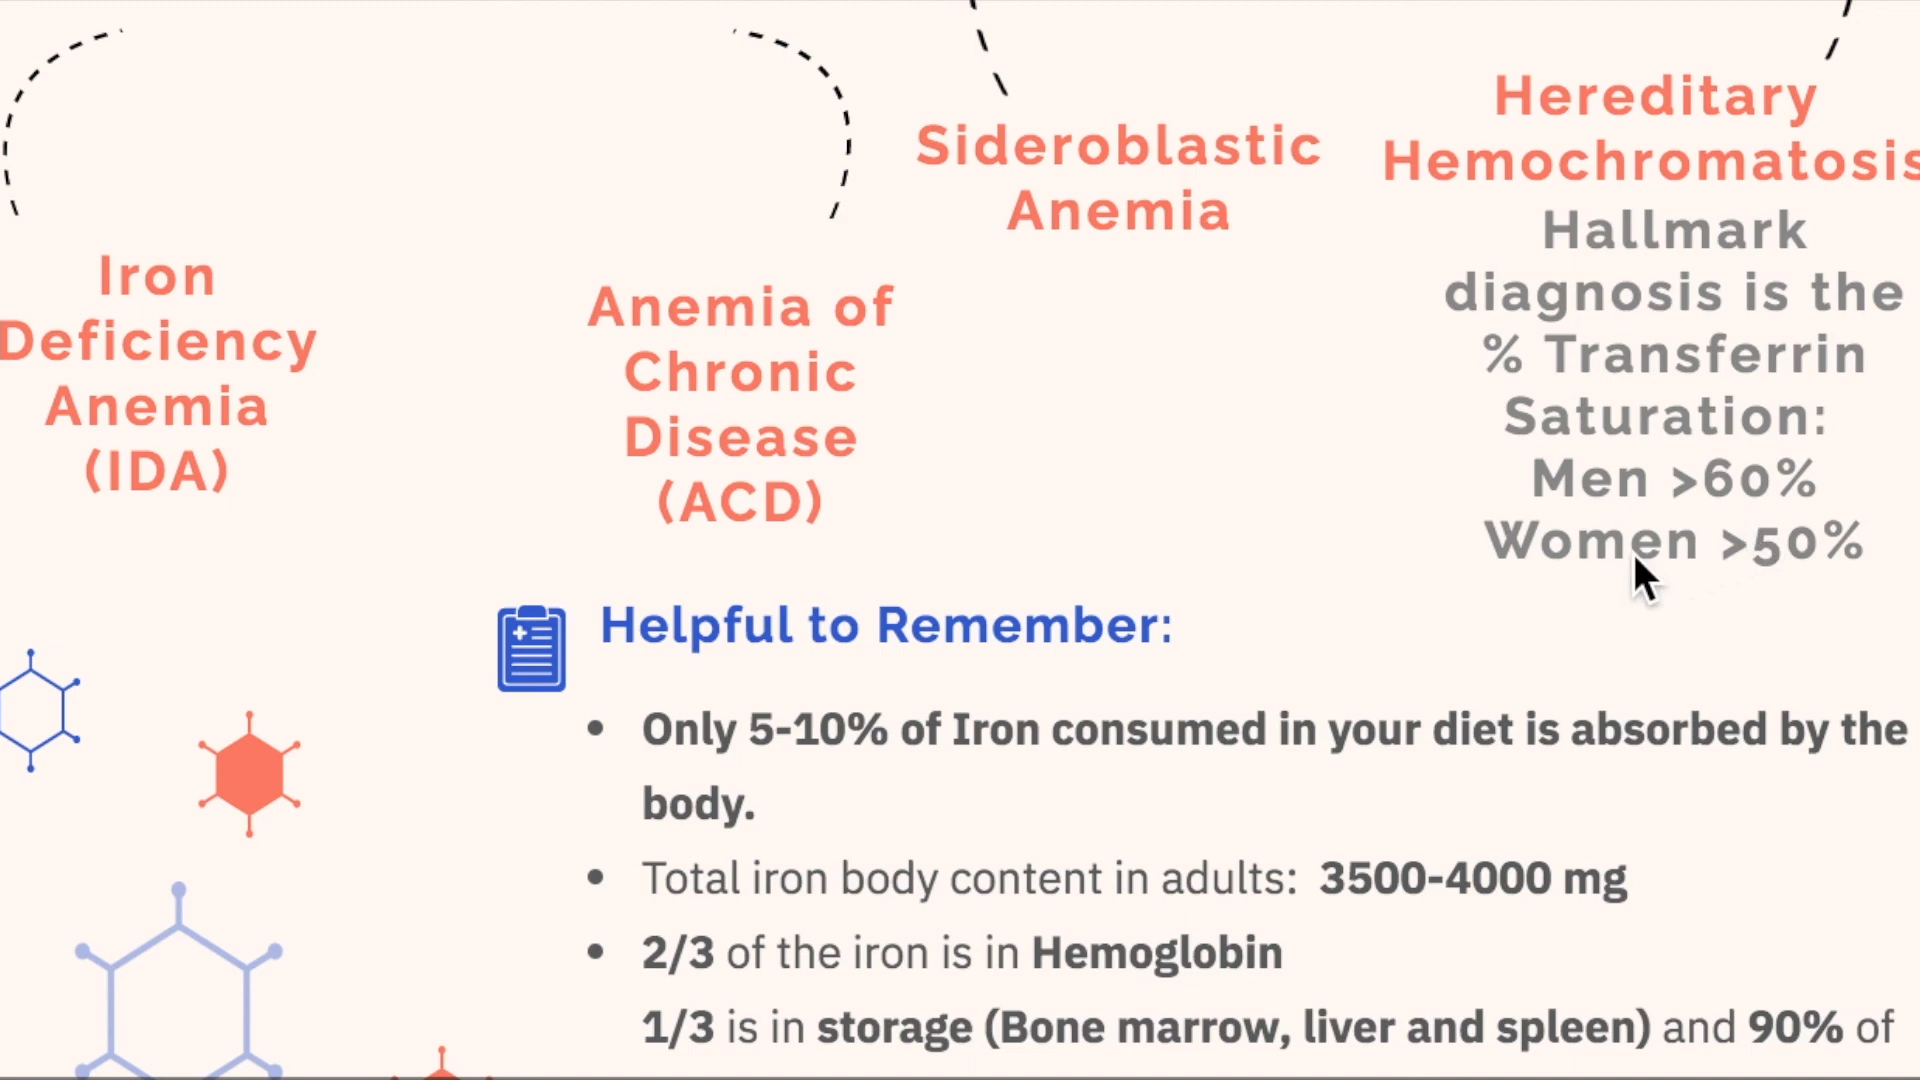 Iron
Deficiency
Anemia
(IDA)
Anemia of
Chronic
Disease
(ACD)
Sideroblastic
Anemia
Hereditary
Hemochromatosis
Hallmark
diagnosis is the
% Transferrin
Saturation:
Men >60%
Women >50%
Helpful to Remember:
• Only 5-10% of Iron consumed in your diet is absorbed by the
body.
• Total iron body content in adults: 3500-4000 mg
• 2/3 of the iron is in Hemoglobin
1/3 is in storage (Bone marrow, liver and spleen) and 90% of